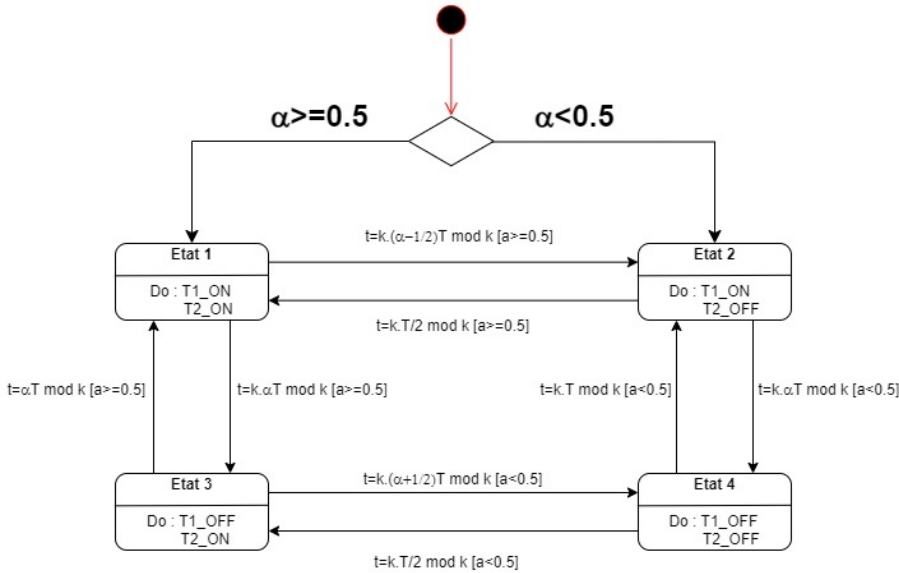 α>=0.5
α<0.5
t=k.(α−1/2)T mod k [a>=0.5]
Etat 1
Etat 2
Do : T1_ON
T2_ON
Do : T1_ON
T2_OFF
t=k.T/2 mod k [a>=0.5]
t=αT mod k [a>=0.5]
t=k.αT mod k [a>=0.5]
t=k.T mod k [a<0.5]
t=k.αT mod k [a<0.5]
t=k.(α+1/2)T mod k [a<0.5]
Etat 3
Etat 4
Do : T1_OFF
T2_ON
Do : T1_OFF
T2_OFF
t=k.T/2 mod k [a<0.5]